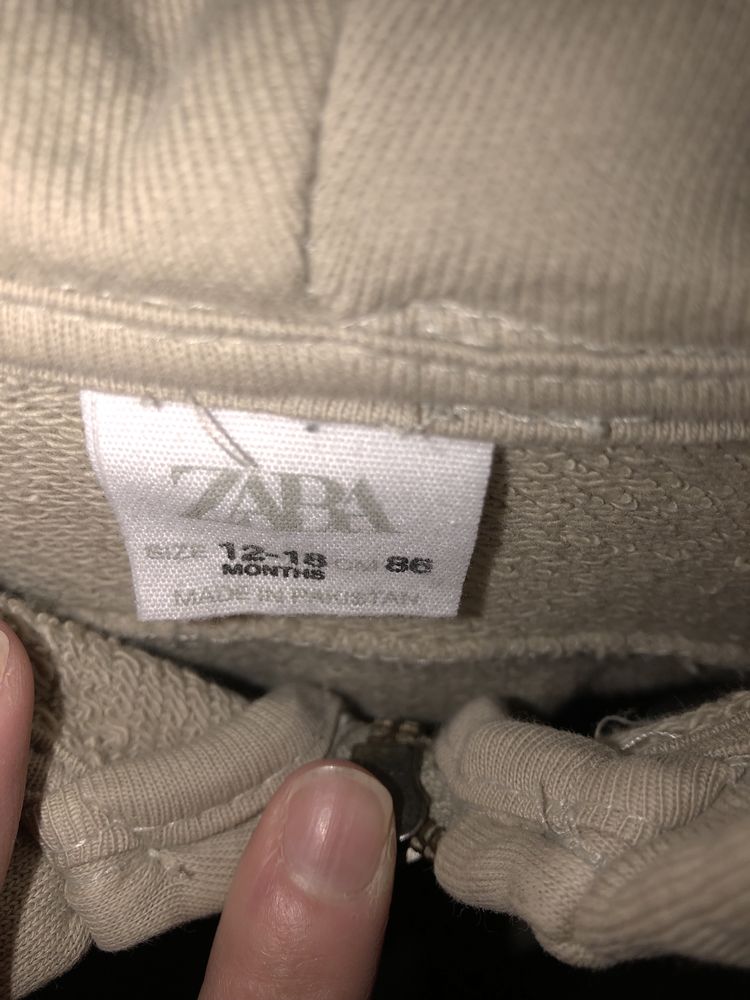 ZARA
SIZE 12-18 CM 86
MONTHS
MADE IN PAKISTAN